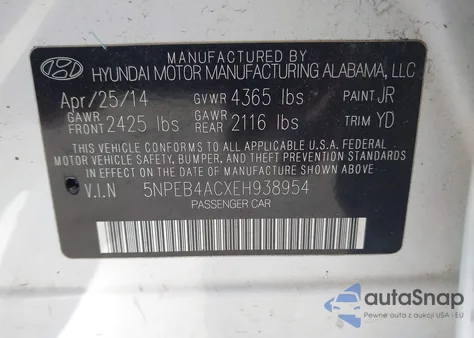 MANUFACTURED BY
HYUNDAI MOTOR MANUFACTURING ALABAMA, LLC
Apr/25/14 GVWR 4365 lbs PAINT JR
GAWR FRONT 2425 lbs GAWR REAR 2116 lbs TRIM YD
THIS VEHICLE CONFORMS TO ALL APPLICABLE U.S.A. FEDERAL
MOTOR VEHICLE SAFETY, BUMPER, AND THEFT PREVENTION STANDARDS
IN EFFECT ON THE DATE OF MANUFACTURE SHOWN ABOVE
V.I.N 5NPEB4ACXEH938954
PASSENGER CAR
autoSnap
Pewne auta z aukcji USA i EU